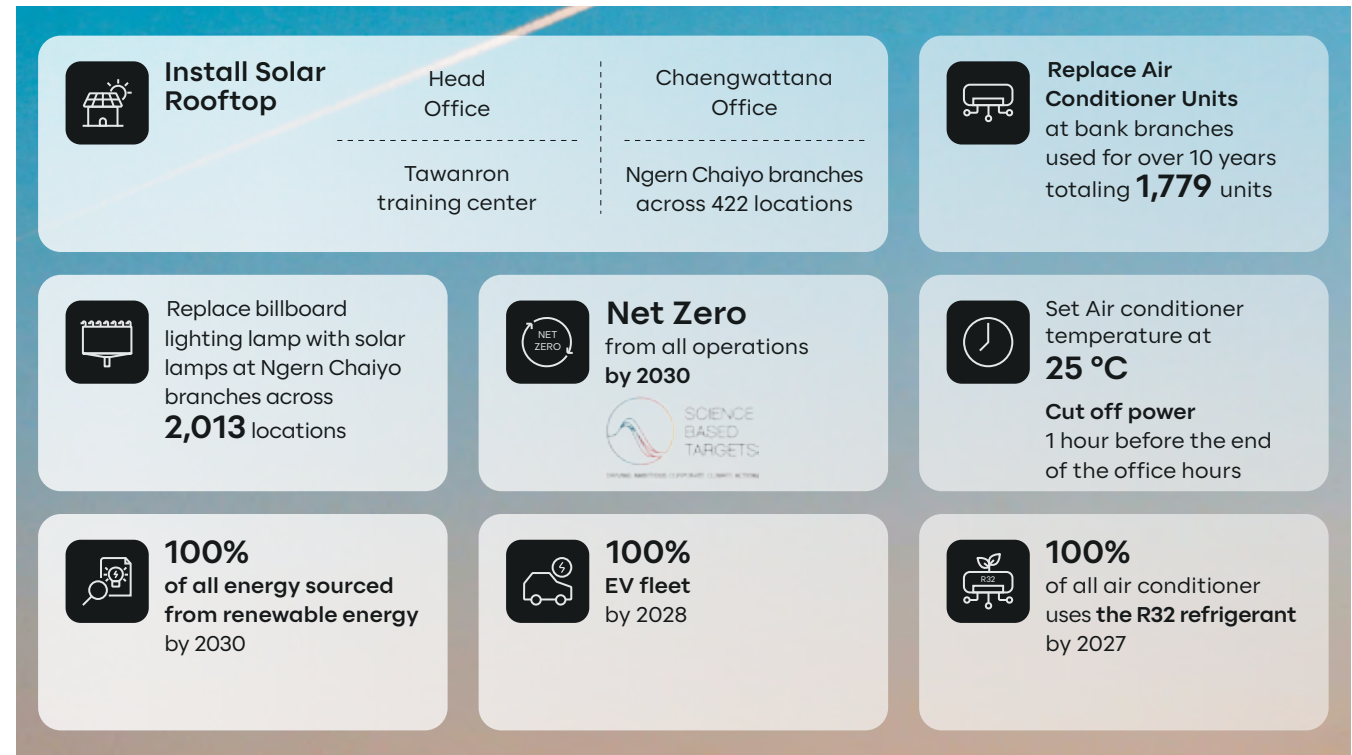 Install Solar
Rooftop
Head
Office
Chaengwattana
Office
Tawanron
training center
Ngern Chaiyo branches
across 422 locations
Replace Air
Conditioner Units
at bank branches
used for over 10 years
totaling 1,779 units
Replace billboard
lighting lamp with solar
lamps at Ngern Chaiyo
branches across
2,013 locations
NET
ZERO
Net Zero
from all operations
by 2030
SCIENCE
BASED
TARGETS
DRIVING AMBITIOUS CORPORATE CLIMATE ACTION
Set Air conditioner
temperature at
25 °C
Cut off power
1 hour before the end
of the office hours
100%
of all energy sourced
from renewable energy
by 2030
100%
EV fleet
by 2028
R32
100%
of all air conditioner
uses the R32 refrigerant
by 2027